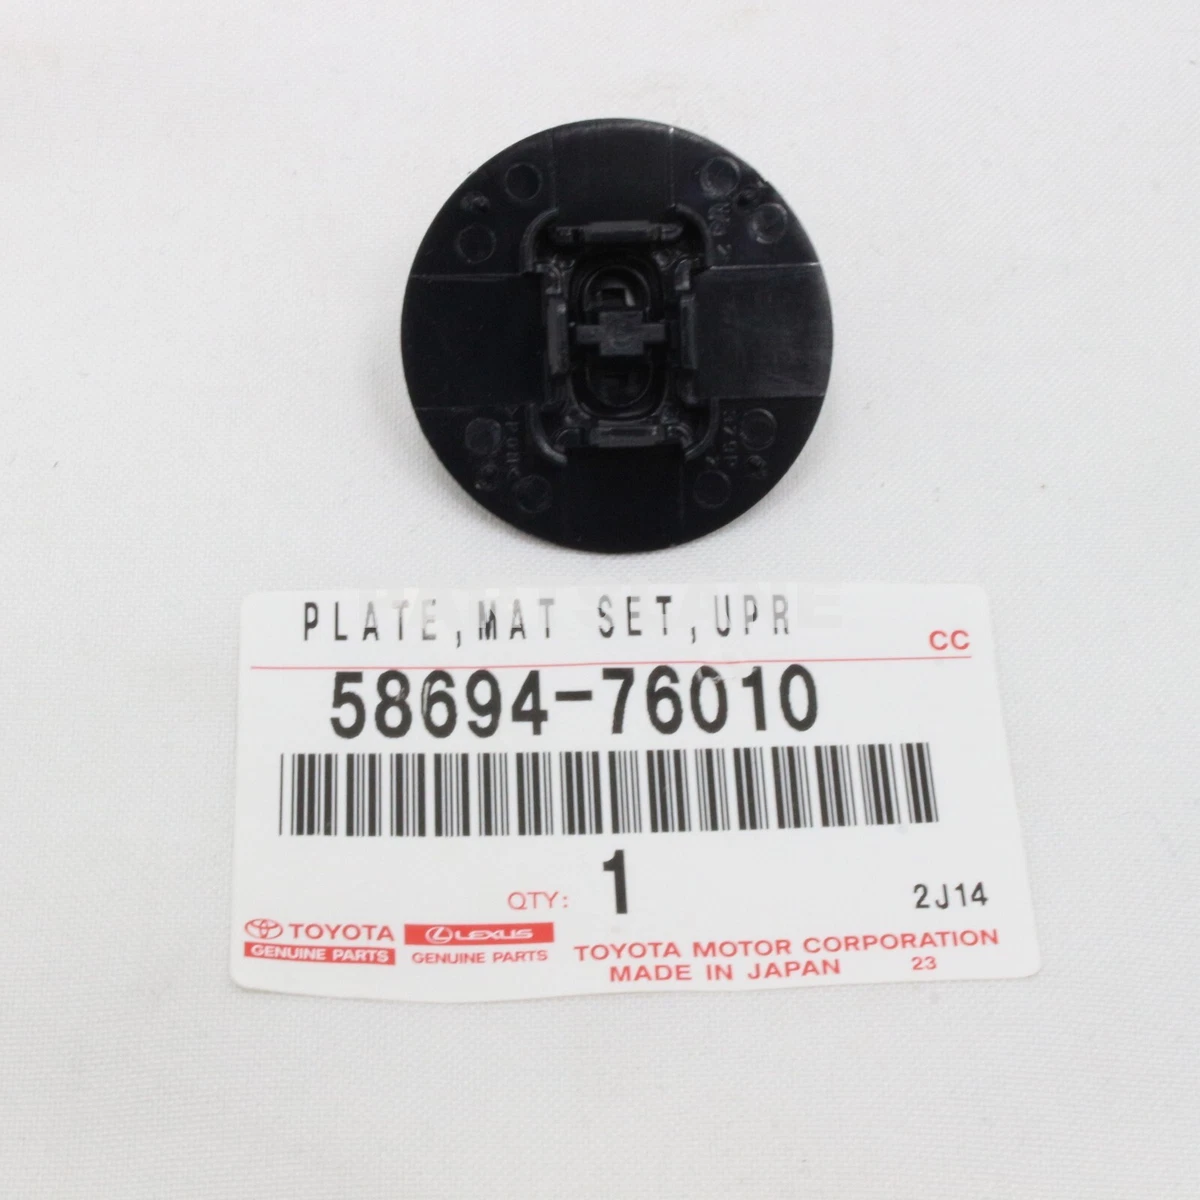 PLATE,MAT SET,UPR
CC
58694-76010
QTY: 1
2J14
TOYOTA
GENUINE PARTS
LEXUS
GENUINE PARTS
TOYOTA MOTOR CORPORATION
MADE IN JAPAN 23
>POM<